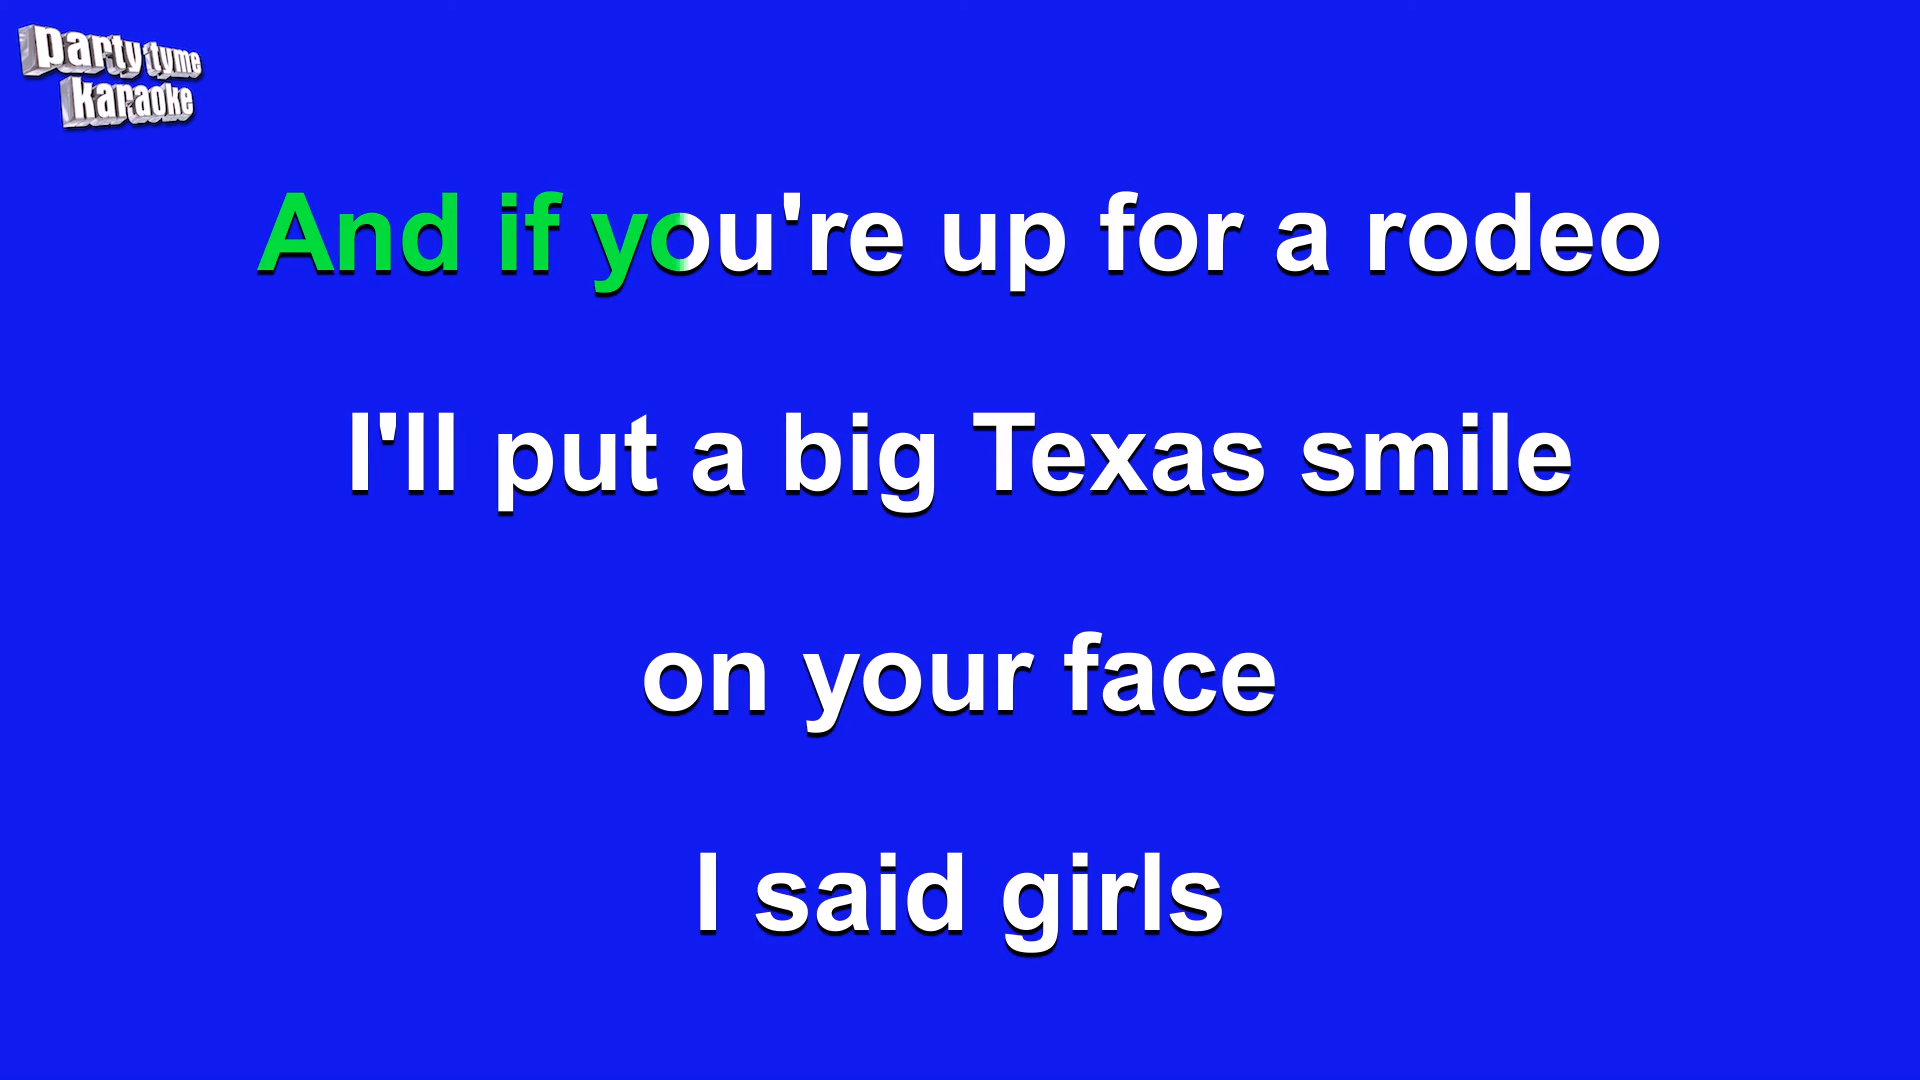 party tyme
karaoke
And if you're up for a rodeo
I'll put a big Texas smile
on your face
I said girls